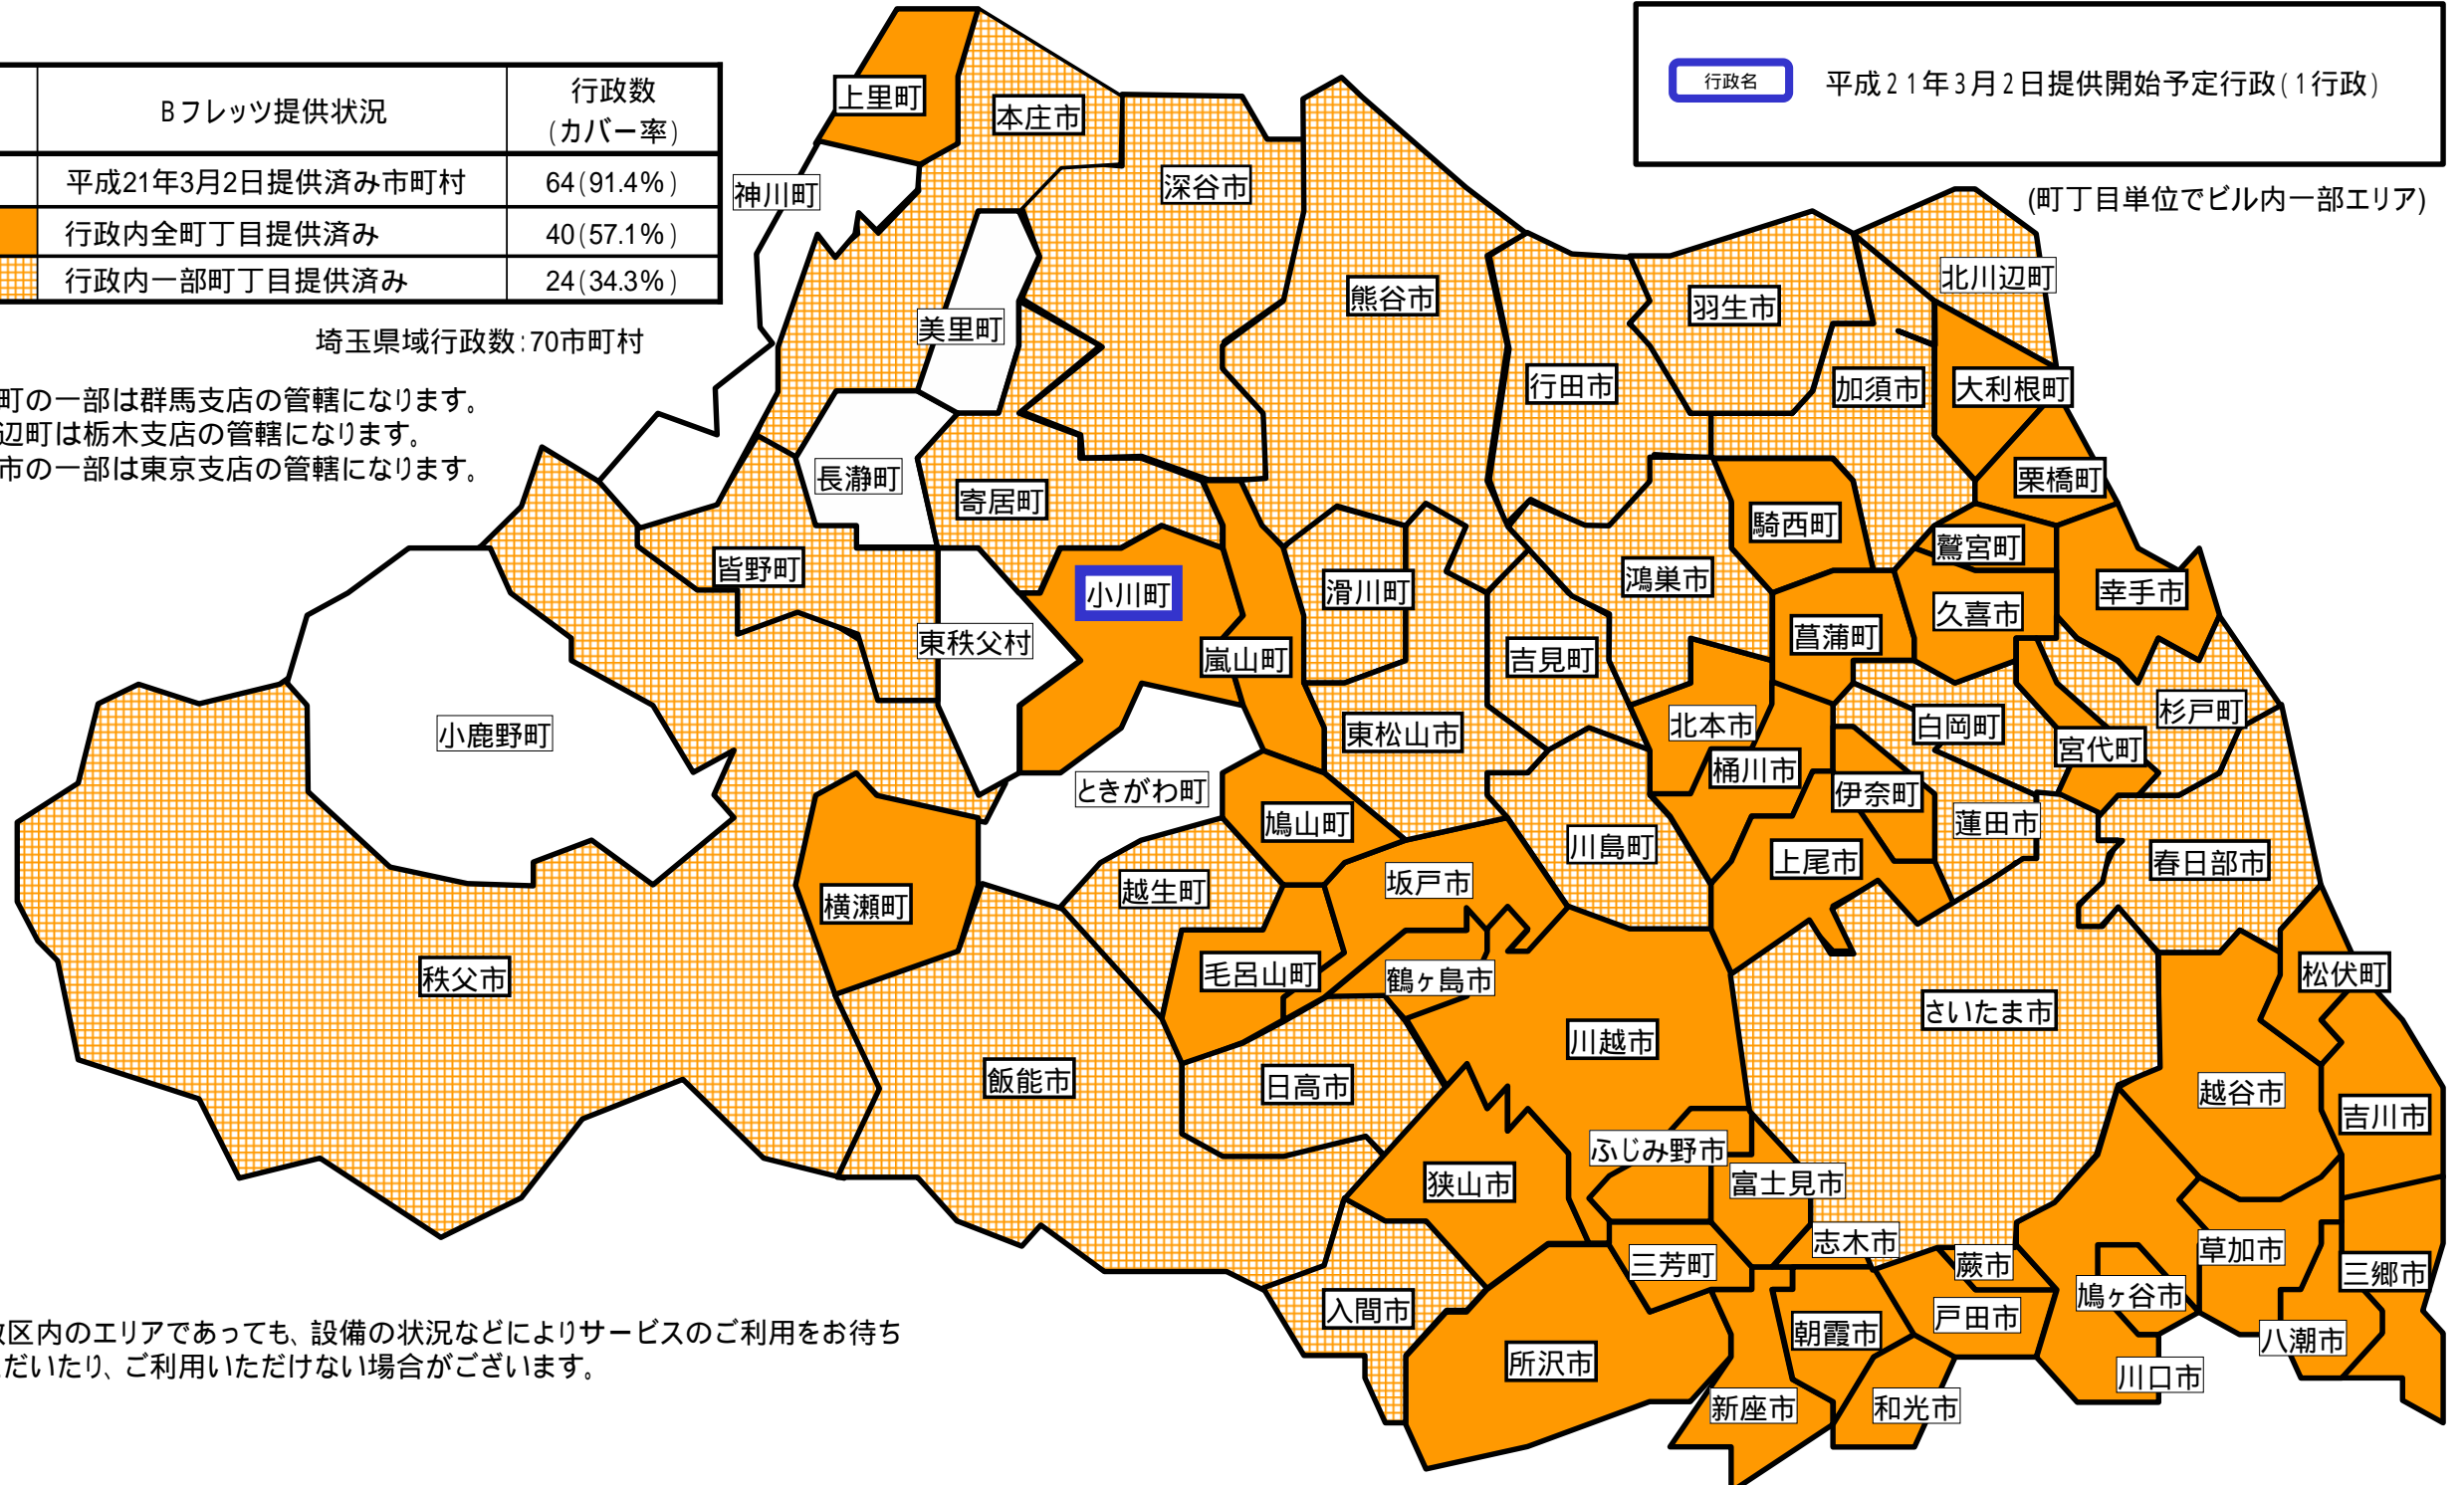 Bフレッツ提供状況
行政数
(カバー率)
平成21年3月2日提供済み市町村
64(91.4%)
行政内全町丁目提供済み
40(57.1%)
行政内一部町丁目提供済み
24(34.3%)
埼玉県域行政数:70市町村
町の一部は群馬支店の管轄になります。
辺町は栃木支店の管轄になります。
市の一部は東京支店の管轄になります。
行政名
平成21年3月2日提供開始予定行政(1行政)
(町丁目単位でビル内一部エリア)
上里町
本庄市
神川町
深谷市
熊谷市
美里町
羽生市
北川辺町
行田市
加須市
大利根町
長瀞町
寄居町
栗橋町
騎西町
鷲宮町
皆野町
小川町
滑川町
鴻巣市
久喜市
幸手市
東秩父村
嵐山町
吉見町
菖蒲町
小鹿野町
東松山市
北本市
白岡町
杉戸町
宮代町
ときがわ町
桶川市
伊奈町
鳩山町
川島町
蓮田市
上尾市
春日部市
横瀬町
越生町
坂戸市
秩父市
毛呂山町
鶴ヶ島市
松伏町
さいたま市
飯能市
日高市
川越市
越谷市
吉川市
狭山市
ふじみ野市
富士見市
志木市
三芳町
蕨市
草加市
三郷市
入間市
朝霞市
戸田市
鳩ヶ谷市
八潮市
所沢市
新座市
和光市
川口市
区内のエリアであっても、設備の状況などによりサービスのご利用をお待ち
だいたり、ご利用いただけない場合がございます。